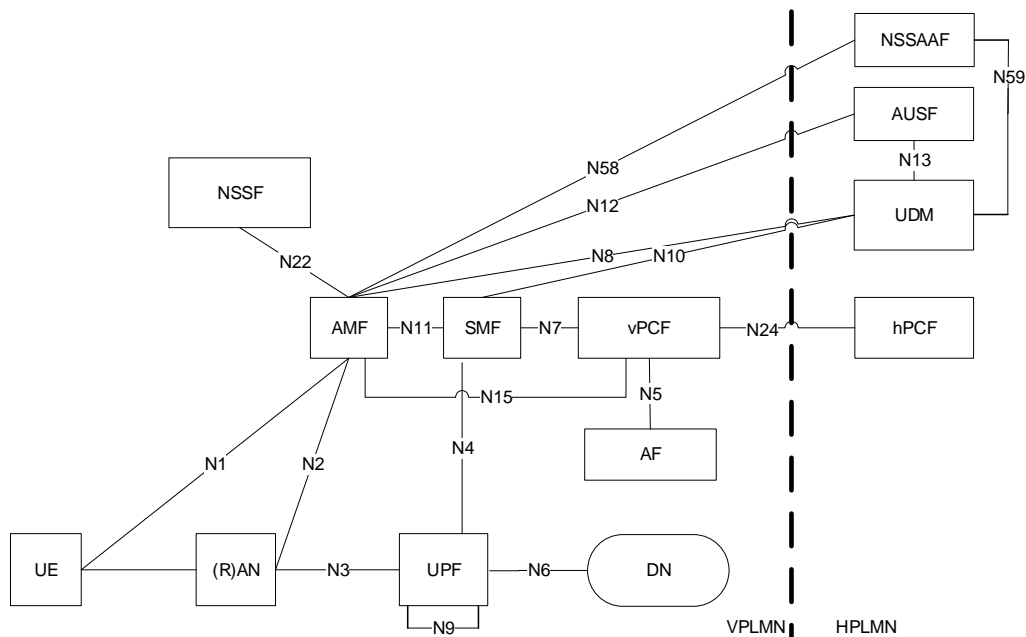 NSSAAF
N59
AUSF
N13
N58
NSSF
N12
UDM
N22
N8
N10
AMF
N11
SMF
N7
vPCF
N24
hPCF
N15
N5
N4
AF
N1
N2
UE
(R)AN
N3
UPF
N6
DN
N9
VPLMN
HPLMN